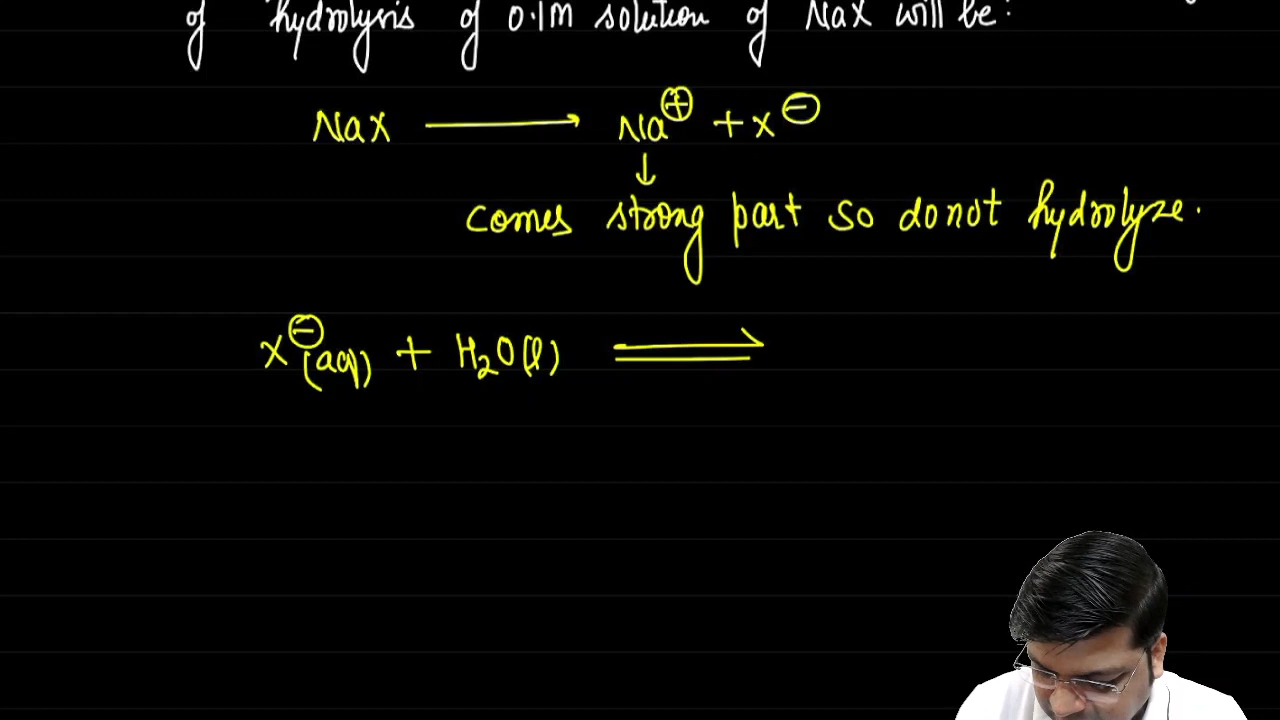 of hydrolysis of 0.1M solution of NaX will be:
NaX ⟶ Na⊕ + X⊖
↓
comes strong part so donot hydrolyze.
X⊖(aq) + H₂O(l) ⇌